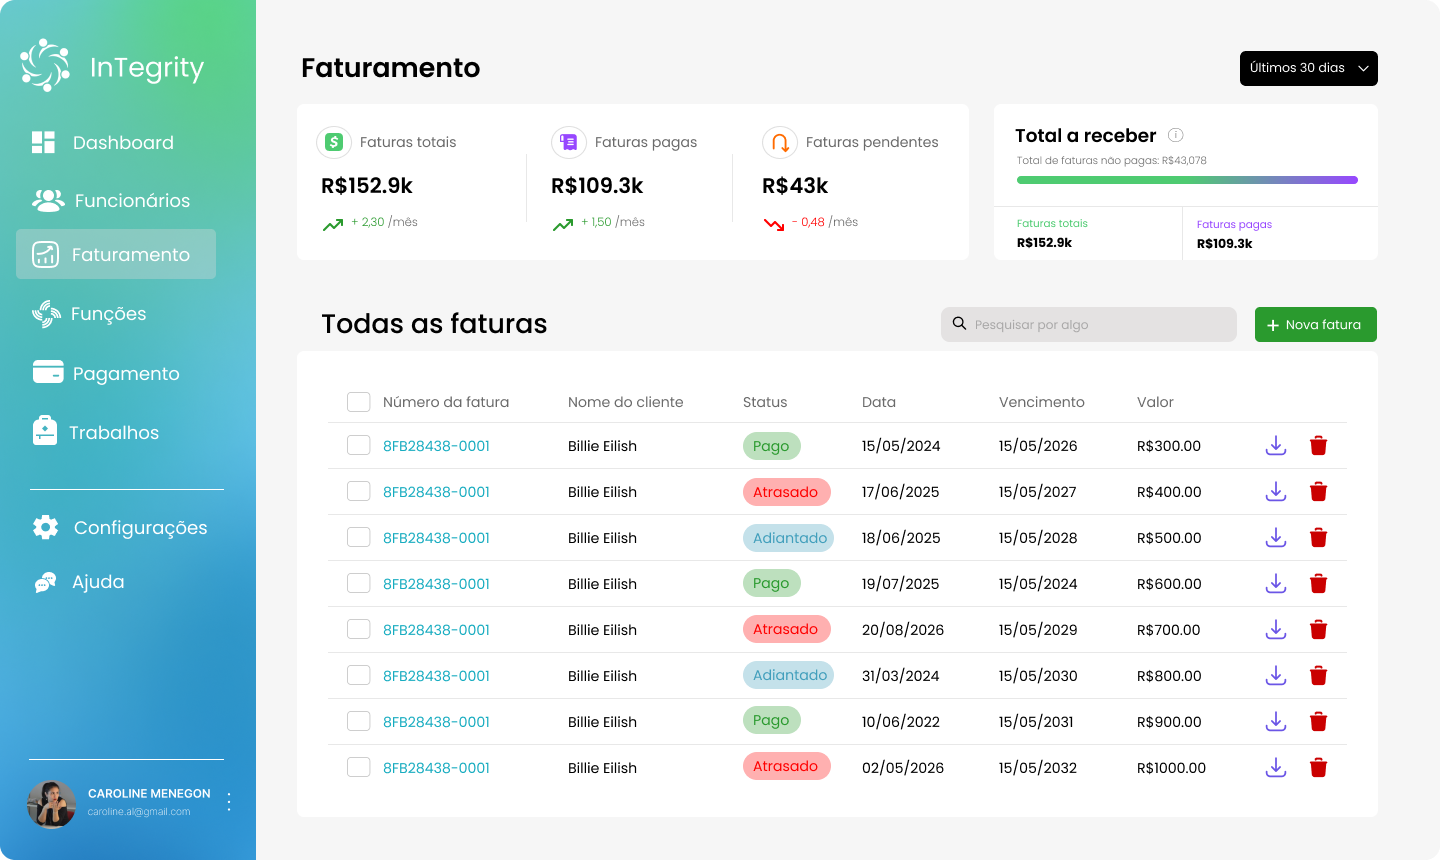 InTegrity
Dashboard
Funcionários
Faturamento
Funções
Pagamento
Trabalhos
Configurações
Ajuda
CAROLINE MENEGON
caroline.al@gmail.com
Faturamento
Últimos 30 dias
Faturas totais
R$152.9k
+ 2,30 /mês
Faturas pagas
R$109.3k
+ 1,50 /mês
Faturas pendentes
R$43k
- 0,48 /mês
Total a receber
Total de faturas não pagas: R$43,078
Faturas totais
R$152.9k
Faturas pagas
R$109.3k
Todas as faturas
Pesquisar por algo
+ Nova fatura
Número da fatura Nome do cliente Status Data Vencimento Valor
8FB28438-0001 Billie Eilish Pago 15/05/2024 15/05/2026 R$300.00
8FB28438-0001 Billie Eilish Atrasado 17/06/2025 15/05/2027 R$400.00
8FB28438-0001 Billie Eilish Adiantado 18/06/2025 15/05/2028 R$500.00
8FB28438-0001 Billie Eilish Pago 19/07/2025 15/05/2024 R$600.00
8FB28438-0001 Billie Eilish Atrasado 20/08/2026 15/05/2029 R$700.00
8FB28438-0001 Billie Eilish Adiantado 31/03/2024 15/05/2030 R$800.00
8FB28438-0001 Billie Eilish Pago 10/06/2022 15/05/2031 R$900.00
8FB28438-0001 Billie Eilish Atrasado 02/05/2026 15/05/2032 R$1000.00